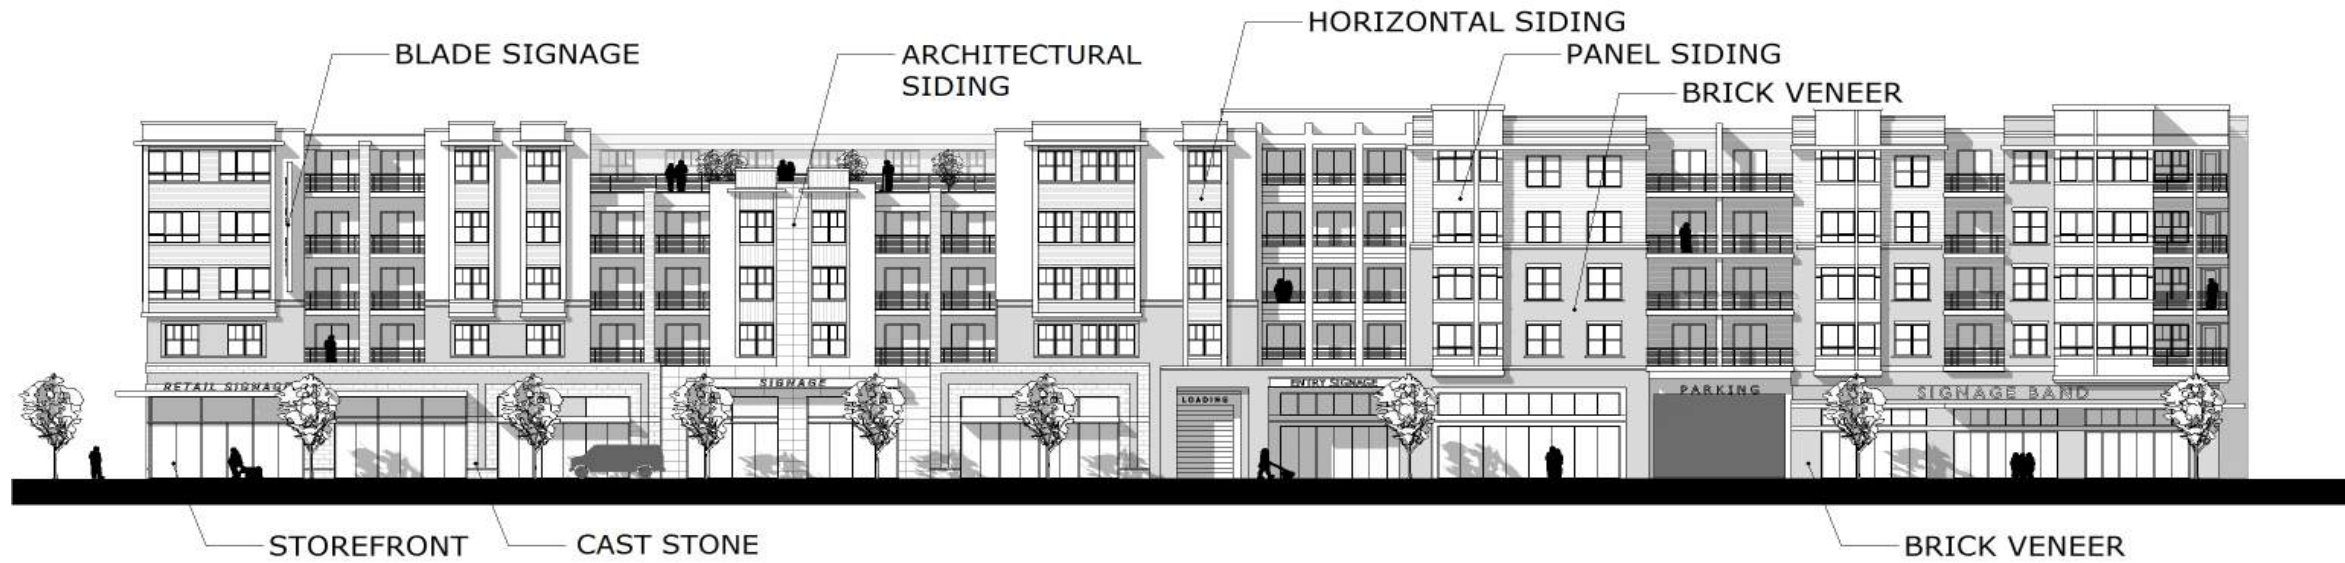 HORIZONTAL SIDING
BLADE SIGNAGE
ARCHITECTURAL
SIDING
PANEL SIDING
BRICK VENEER
RETAIL SIGNAGE
SIGNAGE
LOADING
ENTRY SIGNAGE
PARKING
SIGNAGE BAND
STOREFRONT
CAST STONE
BRICK VENEER